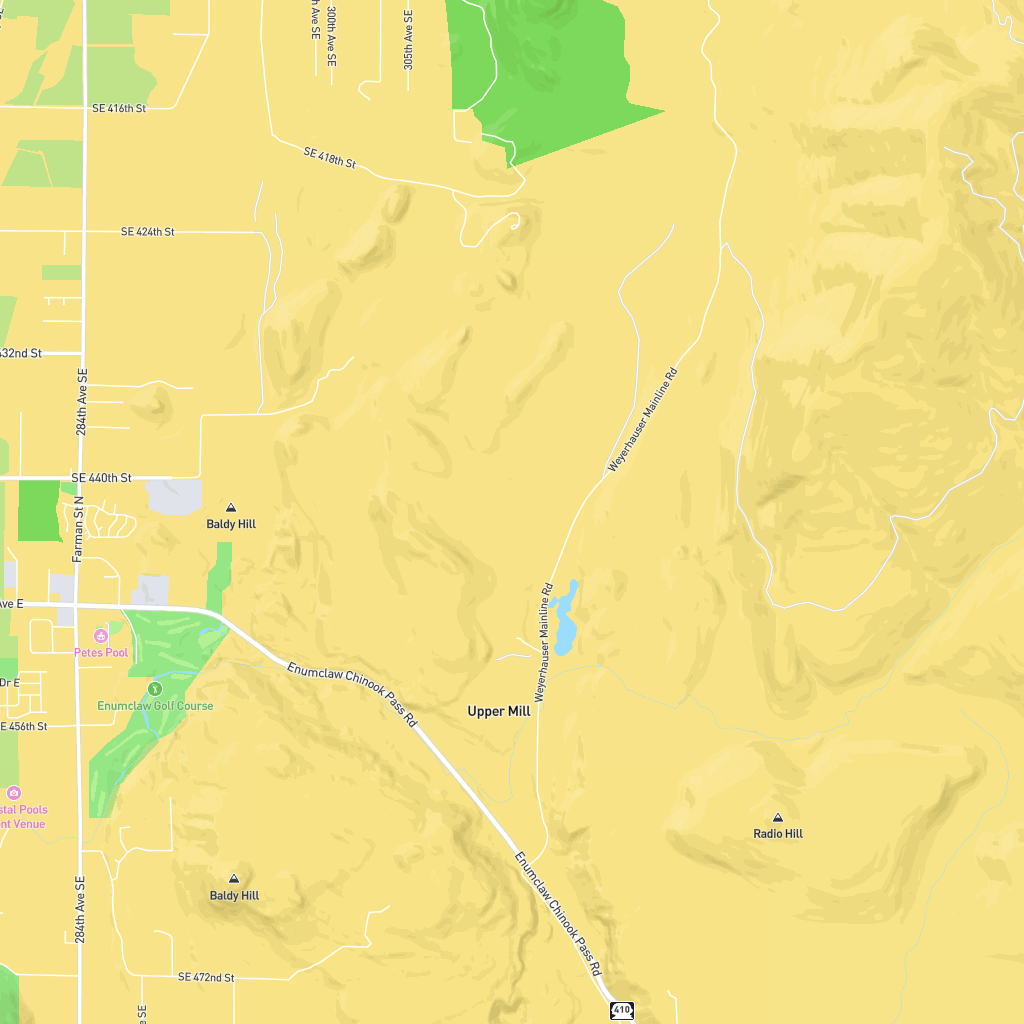 300th Ave SE
305th Ave SE
SE 416th St
SE 418th St
SE 424th St
432nd St
284th Ave SE
Weyerhauser Mainline Rd
SE 440th St
Farman St N
Baldy Hill
Ave E
Weyerhauser Mainline Rd
Petes Pool
Enumclaw Chinook Pass Rd
Dr E
Enumclaw Golf Course
Upper Mill
E 456th St
stal Pools
nt Venue
Radio Hill
Enumclaw Chinook Pass Rd
284th Ave SE
Baldy Hill
SE 472nd St
410